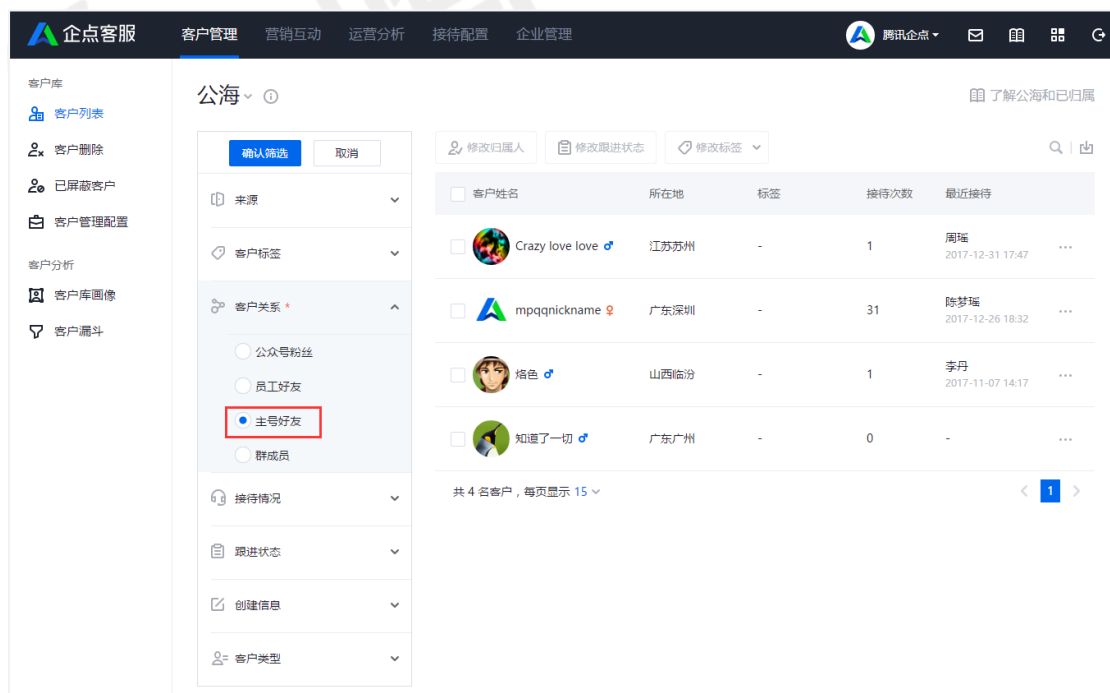 企点客服
客户管理 营销互动 运营分析 接待配置 企业管理
腾讯企点
客户库
客户列表
客户删除
已屏蔽客户
客户管理配置
客户分析
客户库画像
客户漏斗
公海
了解公海和已归属
确认筛选 取消
来源
客户标签
客户关系 *
公众号粉丝
员工好友
主号好友
群成员
接待情况
跟进状态
创建信息
客户类型
修改归属人 修改跟进状态 修改标签
客户姓名 所在地 标签 接待次数 最近接待
Crazy love love 江苏苏州 - 1 周瑶
2017-12-31 17:47
mpqqnickname 广东深圳 - 31 陈梦瑶
2017-12-26 18:32
烙色 山西临汾 - 1 李丹
2017-11-07 14:17
知道了一切 广东广州 - 0 -
共 4 名客户，每页显示 15
1